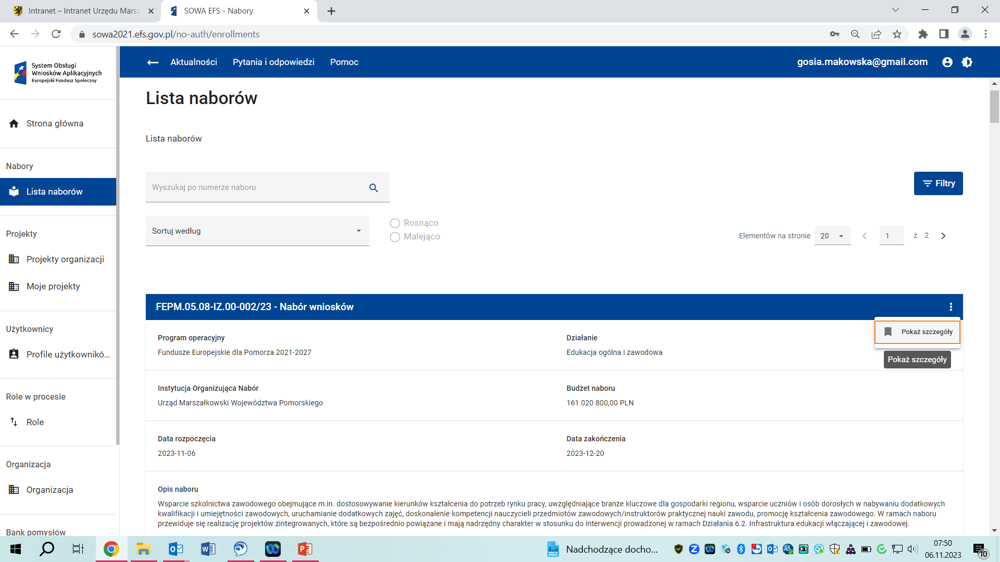 Intranet – Intranet Urzędu Marsz
SOWA EFS - Nabory
sowa2021.efs.gov.pl/no-auth/enrollments
System Obsługi
Wniosków Aplikacyjnych
Europejski Fundusz Społeczny
Aktualności
Pytania i odpowiedzi
Pomoc
gosia.makowska@gmail.com
Strona główna
Nabory
Lista naborów
Projekty
Projekty organizacji
Moje projekty
Użytkownicy
Profile użytkownikó...
Role w procesie
Role
Organizacja
Organizacja
Bank pomysłów
Lista naborów
Lista naborów
Wyszukaj po numerze naboru
Filtry
Sortuj według
Rosnąco
Malejąco
Elementów na stronie 20 1 z 2
FEPM.05.08-IZ.00-002/23 - Nabór wniosków
Pokaż szczegóły
Pokaż szczegóły
Program operacyjny
Fundusze Europejskie dla Pomorza 2021-2027
Działanie
Edukacja ogólna i zawodowa
Instytucja Organizująca Nabór
Urząd Marszałkowski Województwa Pomorskiego
Budżet naboru
161 020 800,00 PLN
Data rozpoczęcia
2023-11-06
Data zakończenia
2023-12-20
Opis naboru
Wsparcie szkolnictwa zawodowego obejmujące m.in. dostosowywanie kierunków kształcenia do potrzeb rynku pracy, uwzględniające branże kluczowe dla gospodarki regionu, wsparcie uczniów i osób dorosłych w nabywaniu dodatkowych
kwalifikacji i umiejętności zawodowych, uruchamianie dodatkowych zajęć, doskonalenie kompetencji nauczycieli przedmiotów zawodowych/instruktorów praktycznej nauki zawodu, promocję kształcenia zawodowego. W ramach naboru
przewiduje się realizację projektów zintegrowanych, które są bezpośrednio powiązane i mają nadrzędny charakter w stosunku do interwencji prowadzonej w ramach Działania 6.2. Infrastruktura edukacji włączającej i zawodowej.
Nadchodzące docho...
07:50
06.11.2023
10